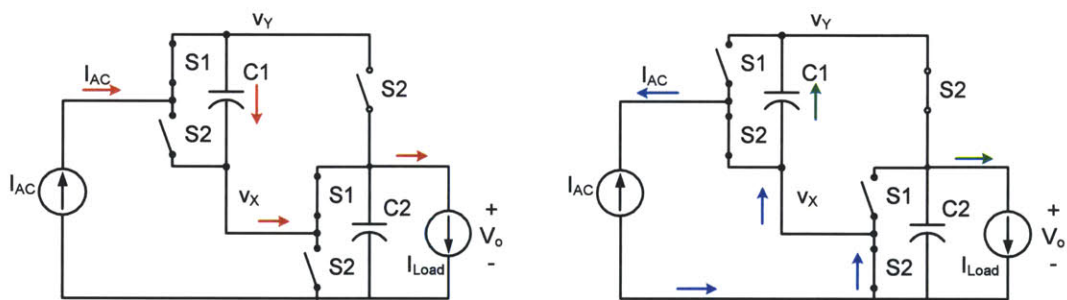 vY
S1
IAC
C1
S2
S2
IAC
vX
S1
C2
+
Vo
-
S2
ILoad
vY
S1
IAC
C1
S2
S2
IAC
vX
S1
C2
+
Vo
-
S2
ILoad